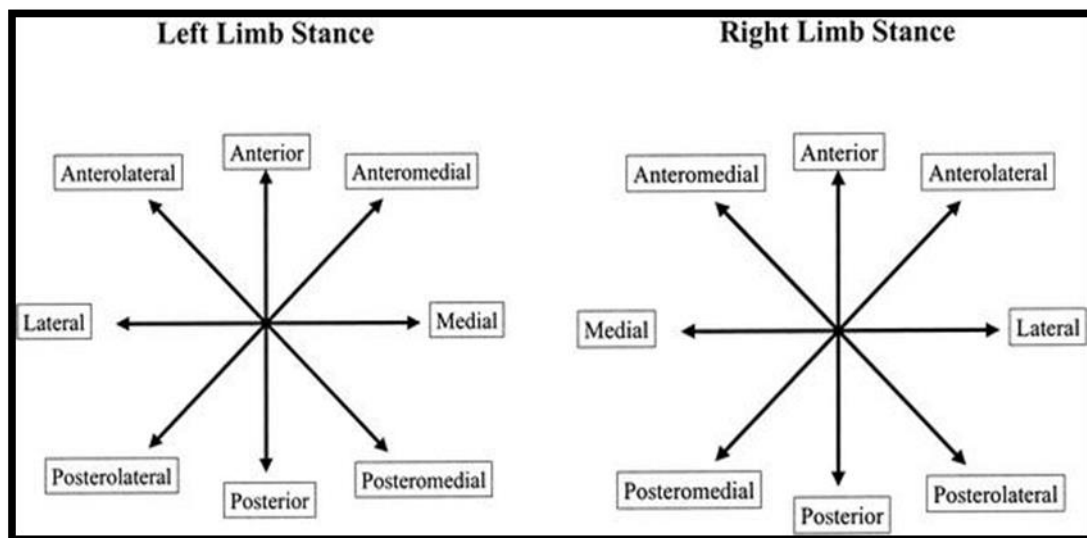 Left Limb Stance
Anterior
Anterolateral
Anteromedial
Lateral
Medial
Posterolateral
Posteromedial
Posterior
Right Limb Stance
Anterior
Anteromedial
Anterolateral
Medial
Lateral
Posteromedial
Posterolateral
Posterior